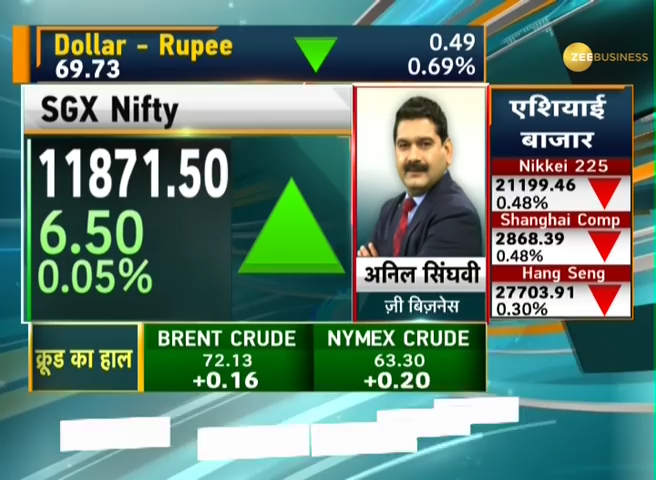 Dollar - Rupee
69.73
0.49
0.69%
ZEEBUSINESS
SGX Nifty
11871.50
6.50
0.05%
अनिल सिंघवी
ज़ी बिज़नेस
एशियाई
बाजार
Nikkei 225
21199.46
0.48%
Shanghai Comp
2868.39
0.48%
Hang Seng
27703.91
0.30%
क्रूड का हाल
BRENT CRUDE
72.13
+0.16
NYMEX CRUDE
63.30
+0.20